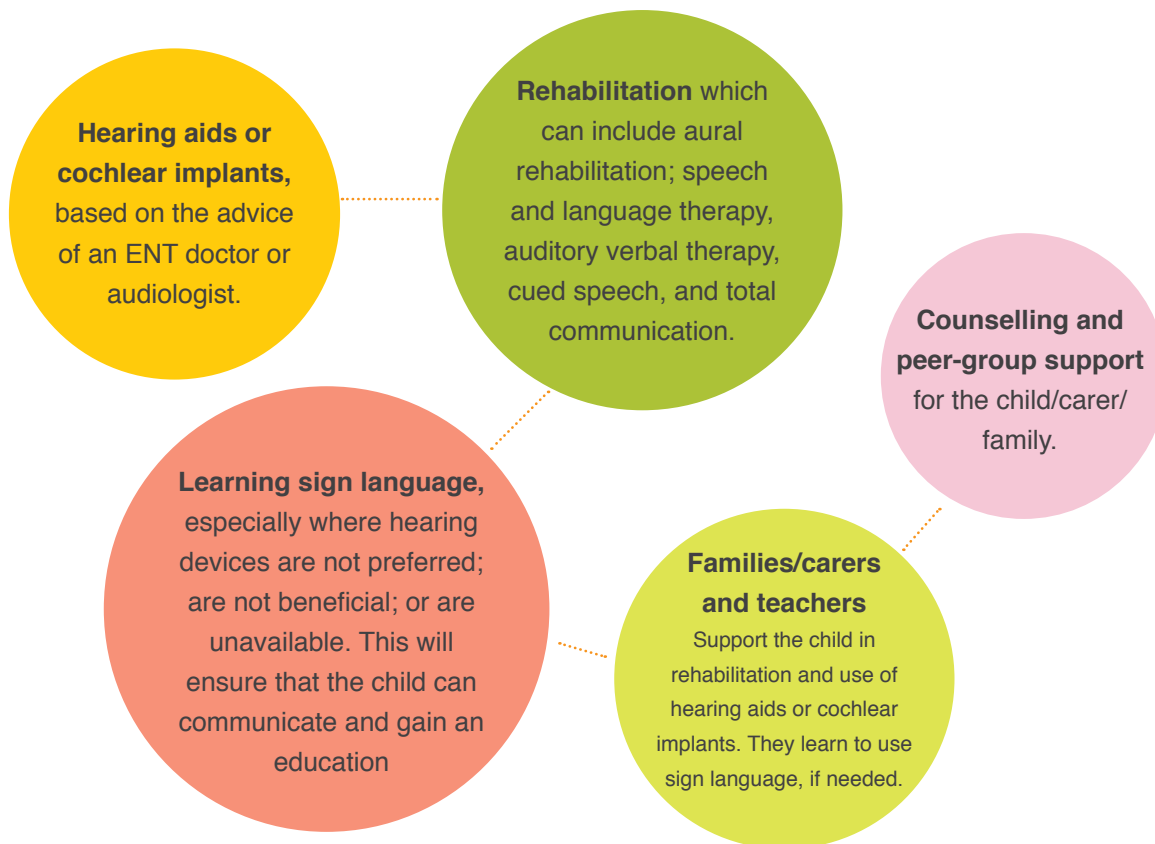 Hearing aids or
cochlear implants,
based on the advice
of an ENT doctor or
audiologist.
Rehabilitation which
can include aural
rehabilitation; speech
and language therapy,
auditory verbal therapy,
cued speech, and total
communication.
Learning sign language,
especially where hearing
devices are not preferred;
are not beneficial; or are
unavailable. This will
ensure that the child can
communicate and gain an
education
Families/carers
and teachers
Support the child in
rehabilitation and use of
hearing aids or cochlear
implants. They learn to use
sign language, if needed.
Counselling and
peer-group support
for the child/carer/
family.